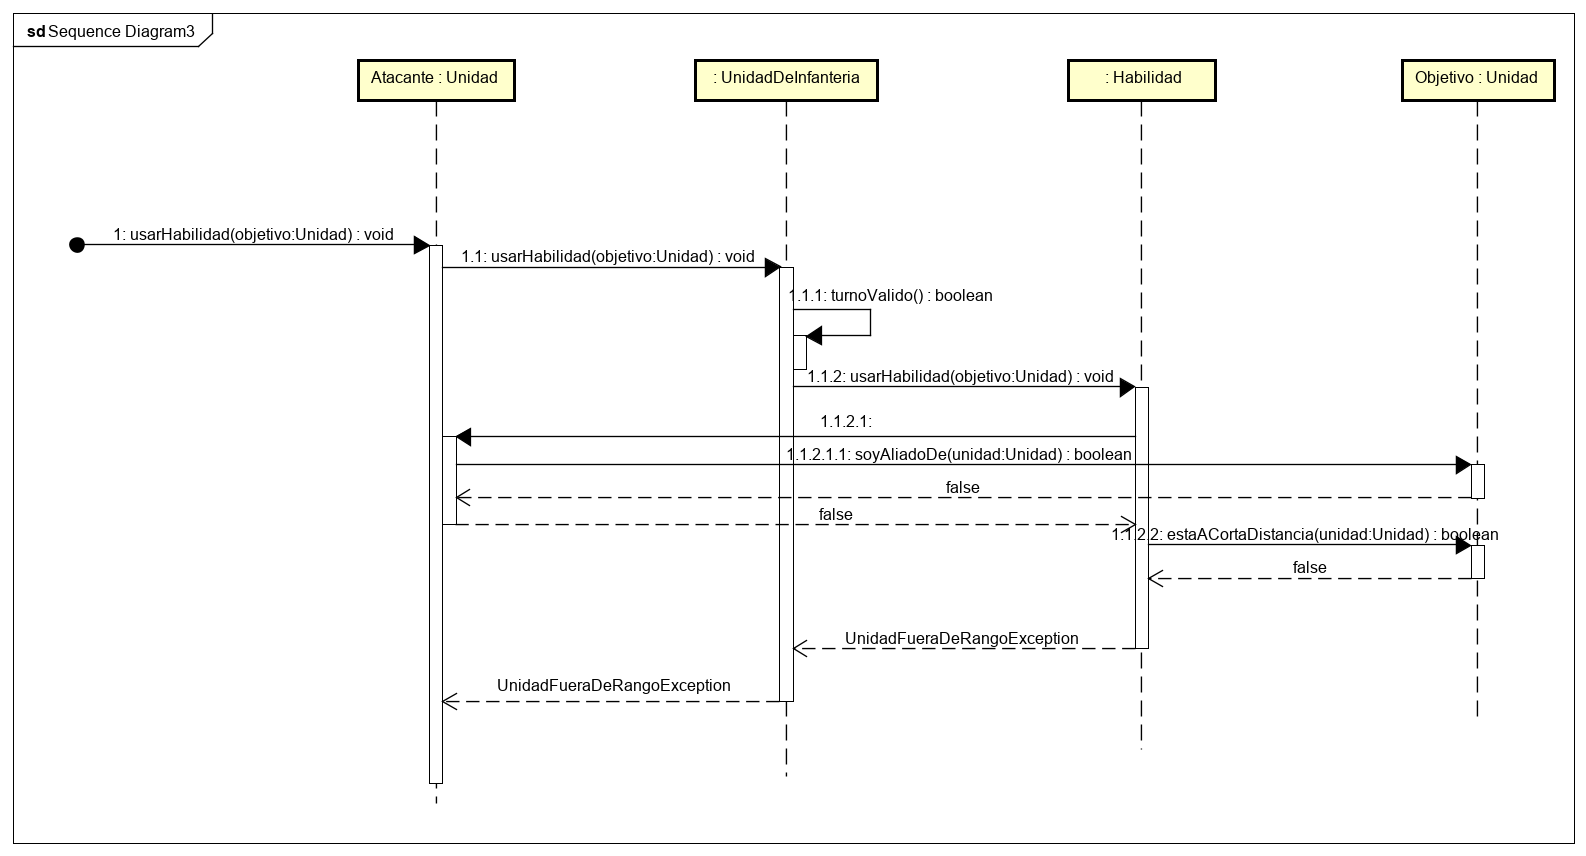 sd Sequence Diagram3
Atacante : Unidad
: UnidadDeInfanteria
: Habilidad
Objetivo : Unidad
1: usarHabilidad(objetivo:Unidad) : void
1.1: usarHabilidad(objetivo:Unidad) : void
1.1.1: turnoValido() : boolean
1.1.2: usarHabilidad(objetivo:Unidad) : void
1.1.2.1:
1.1.2.1.1: soyAliadoDe(unidad:Unidad) : boolean
false
false
1.1.2.2: estaACortaDistancia(unidad:Unidad) : boolean
false
UnidadFueraDeRangoException
UnidadFueraDeRangoException